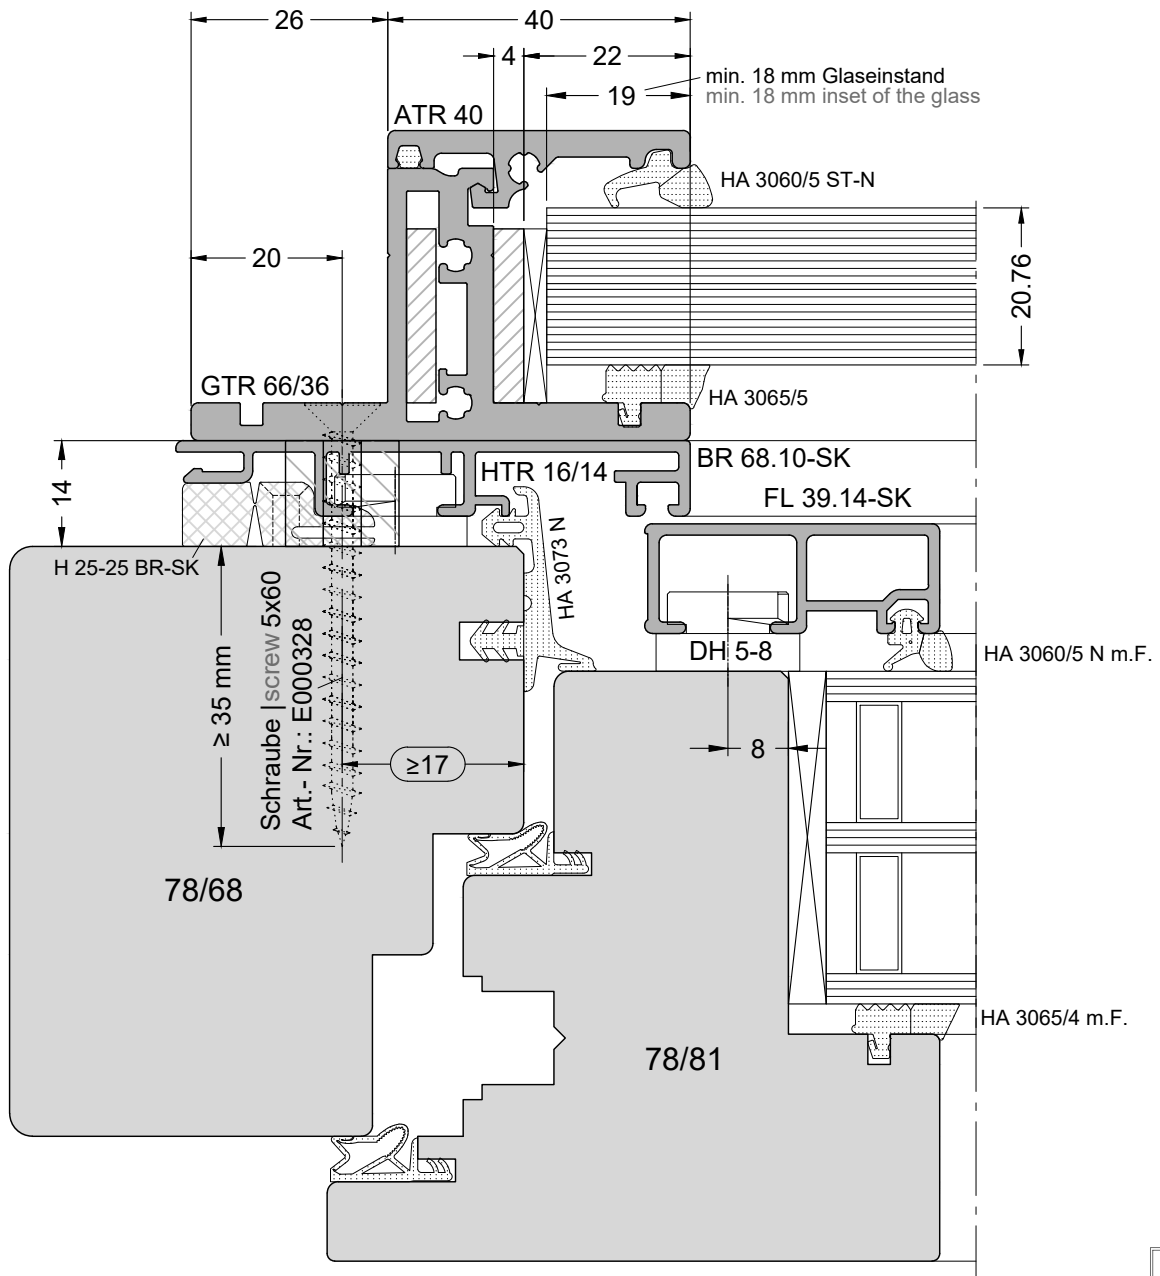 26
40
4
22
19
min. 18 mm Glaseinstand
min. 18 mm inset of the glass
ATR 40
HA 3060/5 ST-N
20
20.76
GTR 66/36
HA 3065/5
14
HTR 16/14
BR 68.10-SK
FL 39.14-SK
H 25-25 BR-SK
HA 3073 N
≥ 35 mm
Schraube |screw 5x60
Art.- Nr.: E000328
DH 5-8
HA 3060/5 N m.F.
≥17
8
78/68
HA 3065/4 m.F.
78/81